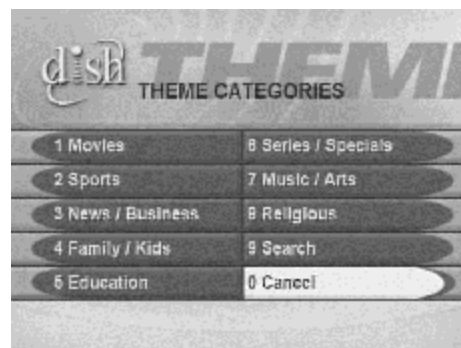 dish
THEME
THEME CATEGORIES
1 Movies
2 Sports
3 News / Business
4 Family / Kids
5 Education
6 Series / Specials
7 Music / Arts
8 Religious
9 Search
0 Cancel